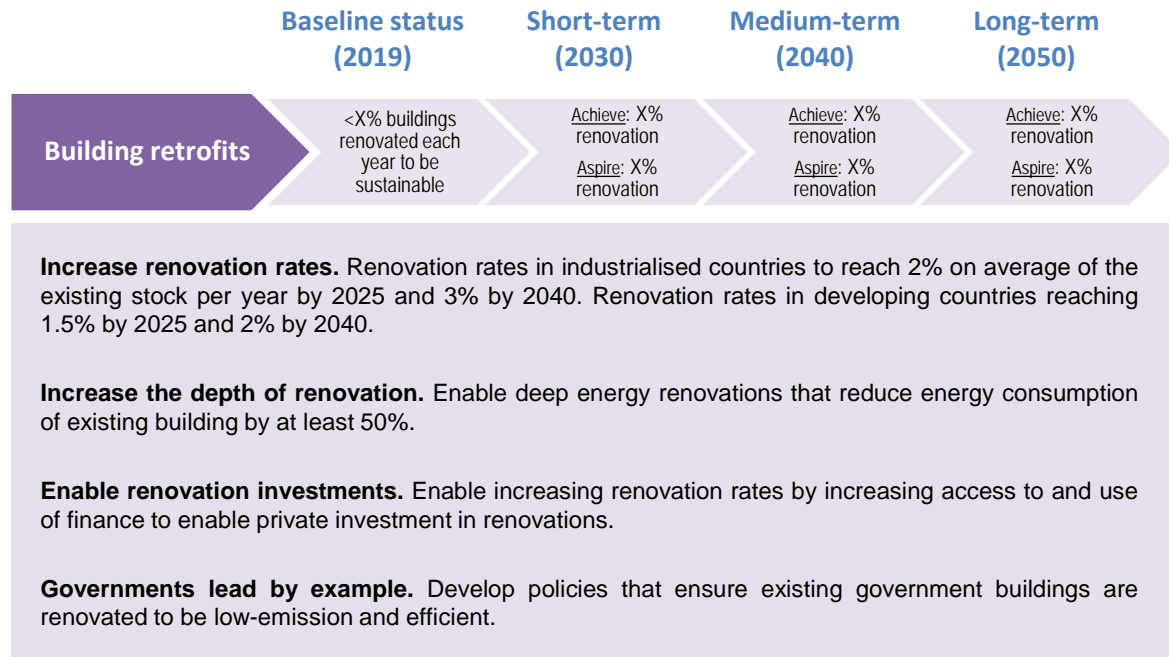 Baseline status
(2019)
Short-term
(2030)
Medium-term
(2040)
Long-term
(2050)
Building retrofits
<X% buildings
renovated each
year to be
sustainable
Achieve: X%
renovation
Aspire: X%
renovation
Achieve: X%
renovation
Aspire: X%
renovation
Achieve: X%
renovation
Aspire: X%
renovation
Increase renovation rates. Renovation rates in industrialised countries to reach 2% on average of the
existing stock per year by 2025 and 3% by 2040. Renovation rates in developing countries reaching
1.5% by 2025 and 2% by 2040.
Increase the depth of renovation. Enable deep energy renovations that reduce energy consumption
of existing building by at least 50%.
Enable renovation investments. Enable increasing renovation rates by increasing access to and use
of finance to enable private investment in renovations.
Governments lead by example. Develop policies that ensure existing government buildings are
renovated to be low-emission and efficient.